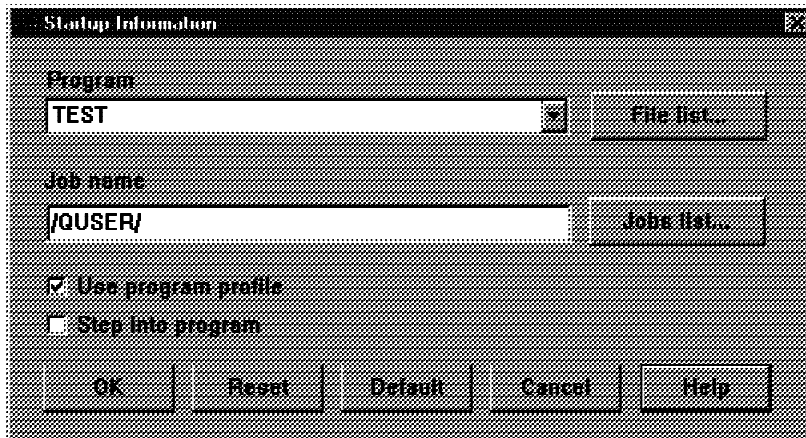 Startup Information
Program
TEST
File list...
Job name
/QUSER/
Jobs list...
Use program profile
Step into program
OK Reset Default Cancel Help